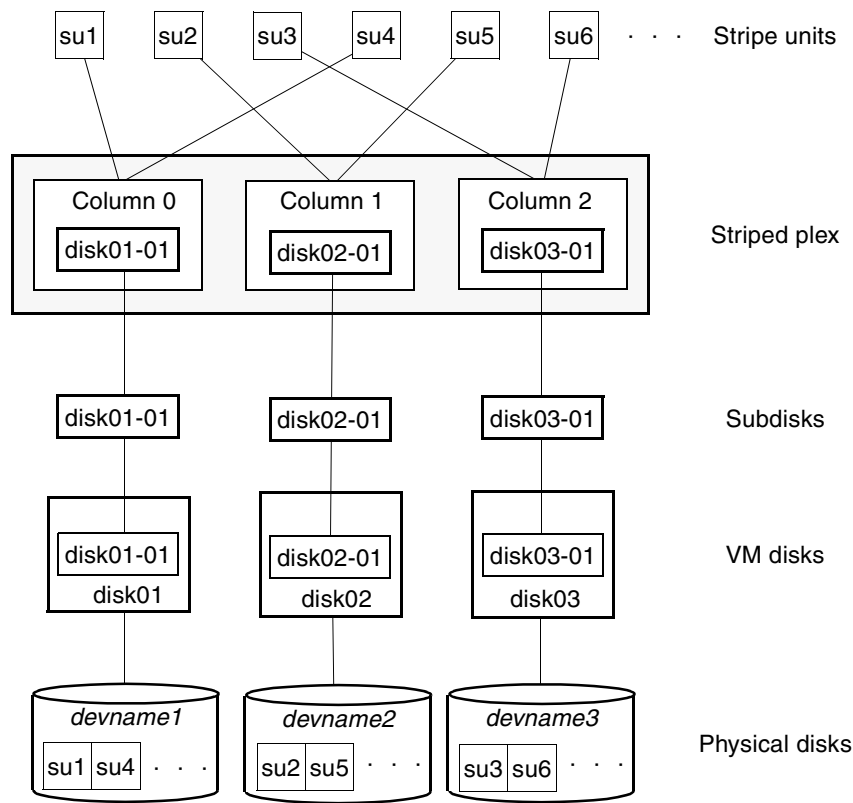 su1 su2 su3 su4 su5 su6 . . . Stripe units
Column 0 Column 1 Column 2
disk01-01 disk02-01 disk03-01 Striped plex
disk01-01 disk02-01 disk03-01 Subdisks
disk01-01 disk02-01 disk03-01 VM disks
disk01 disk02 disk03
devname1 devname2 devname3
su1 su4 . . . su2 su5 . . . su3 su6 . . . Physical disks